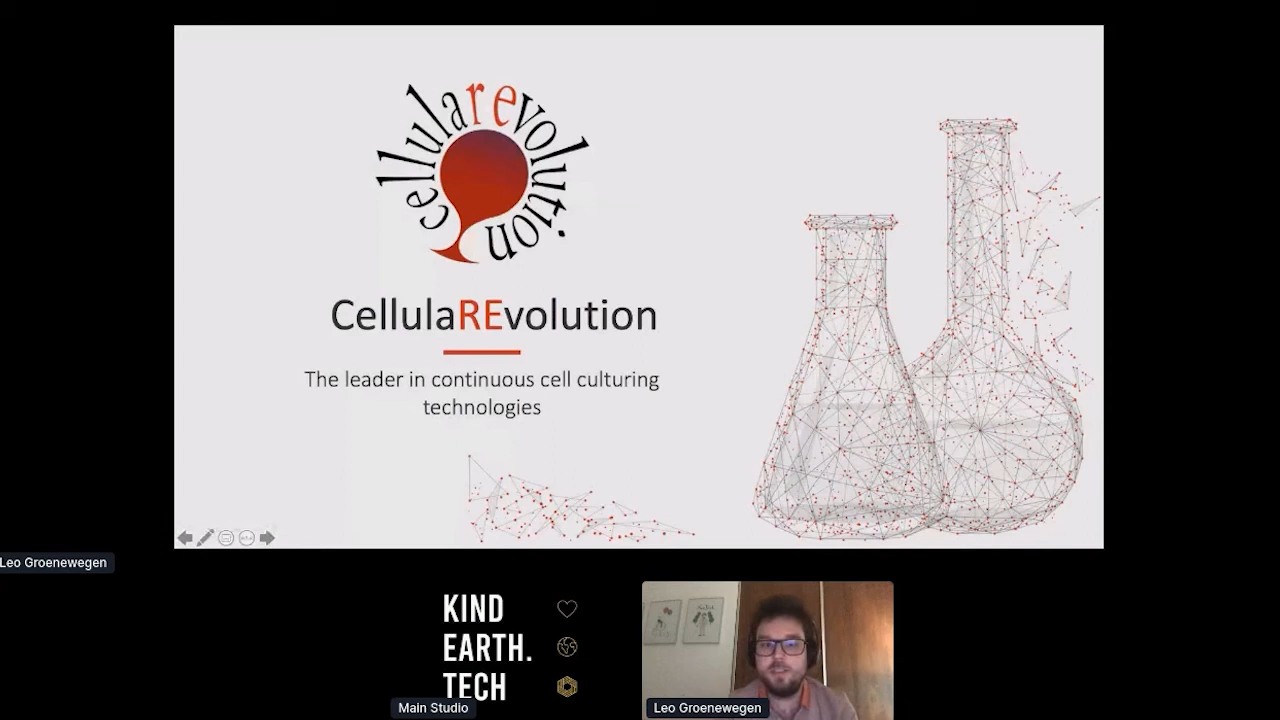 cellularevolution
CellulaREvolution
The leader in continuous cell culturing
technologies
Leo Groenewegen
KIND
EARTH.
TECH
Main Studio
Leo Groenewegen